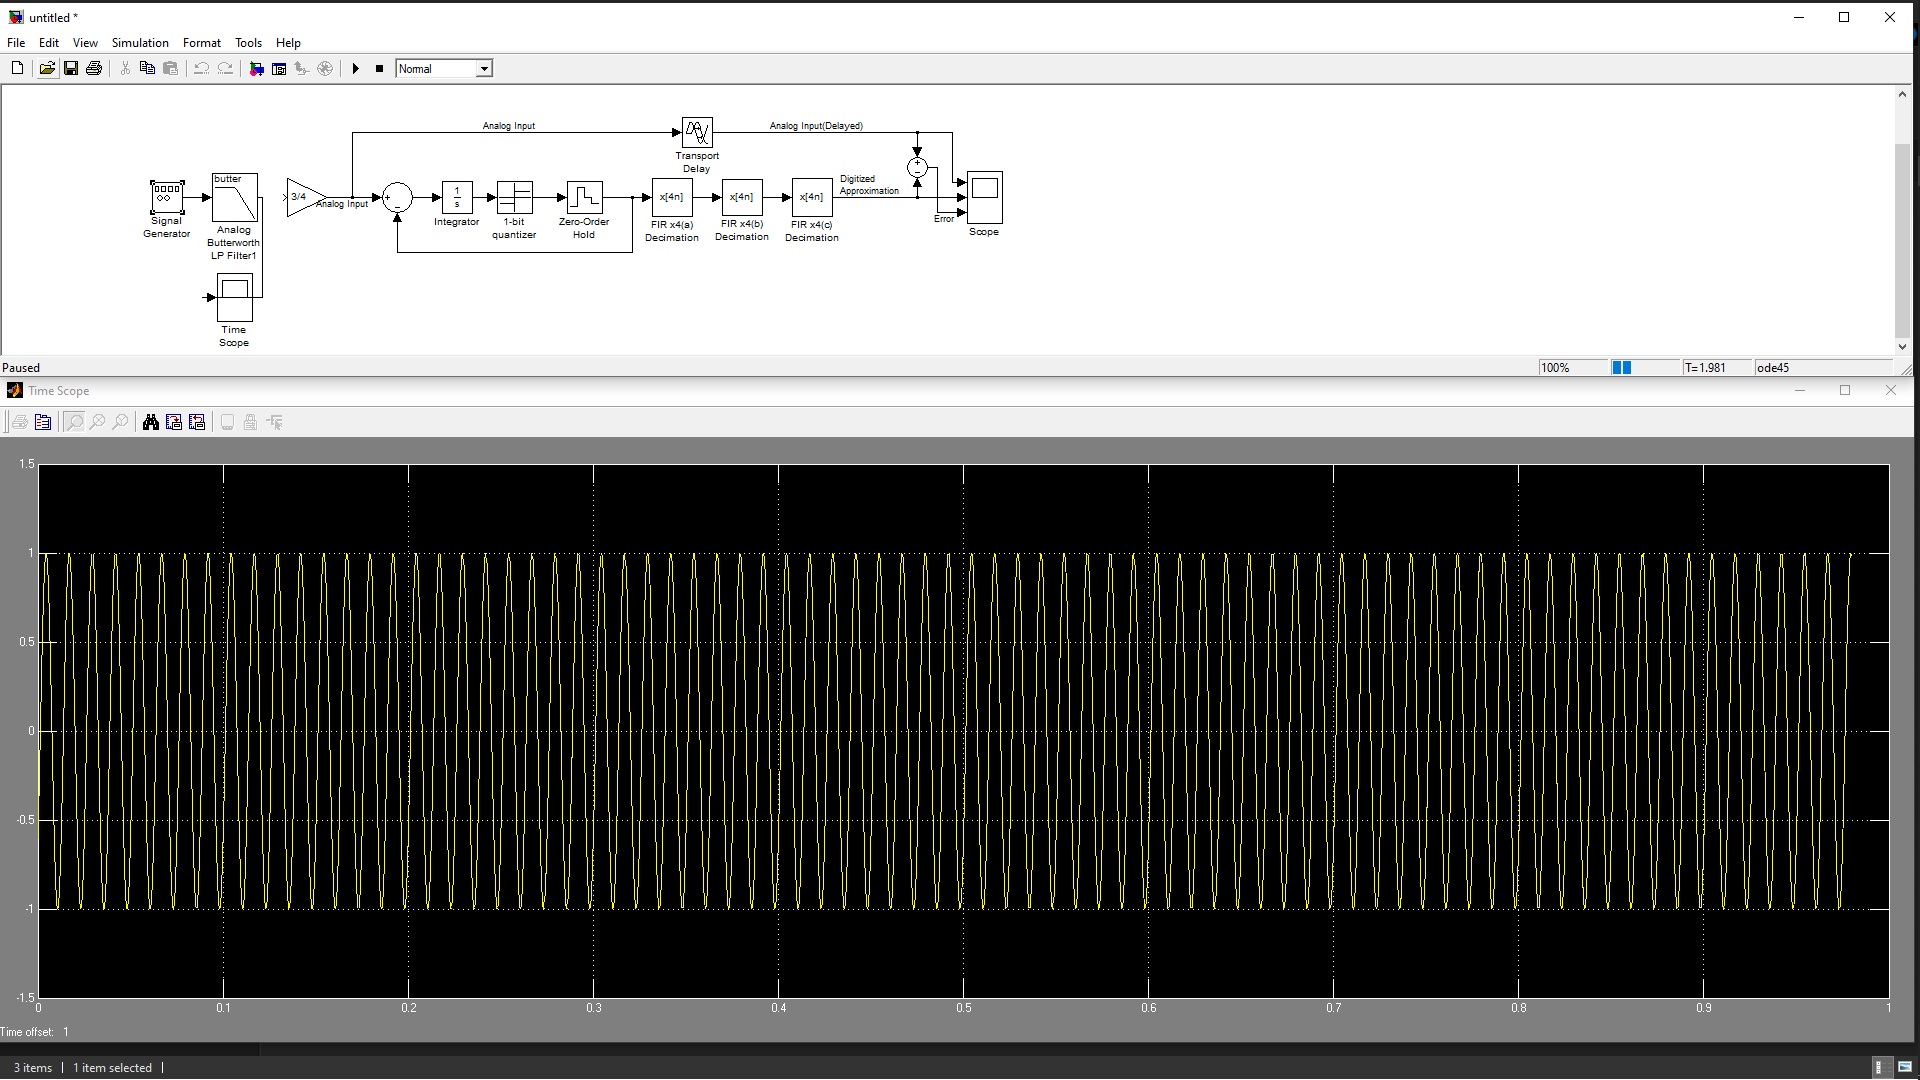 untitled *
File Edit View Simulation Format Tools Help
Normal
Analog Input
Analog Input(Delayed)
Transport
Delay
butter
3/4
Analog Input
+
−
1
s
x[4n]
x[4n]
x[4n]
Digitized
Approximation
+
−
Error
Signal
Generator
Analog
Butterworth
LP Filter1
Integrator
1-bit
quantizer
Zero-Order
Hold
FIR x4(a)
Decimation
FIR x4(b)
Decimation
FIR x4(c)
Decimation
Scope
Time
Scope
Paused 100% T=1.981 ode45
Time Scope
1.5
1
0.5
0
-0.5
-1
-1.5
0 0.1 0.2 0.3 0.4 0.5 0.6 0.7 0.8 0.9 1
Time offset: 1
3 items | 1 item selected |